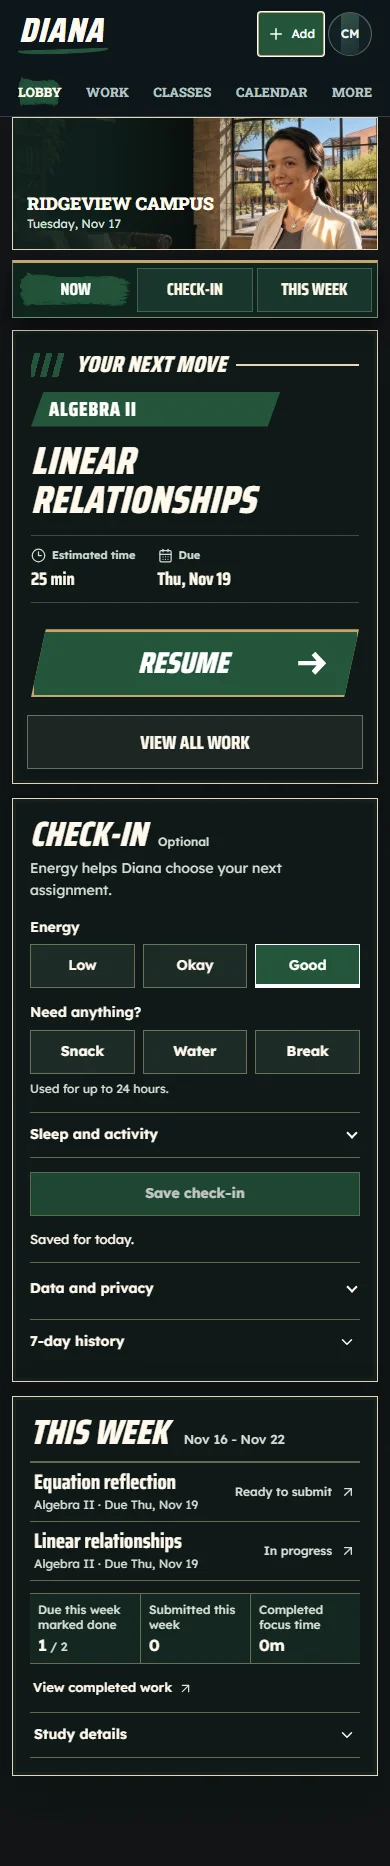 DIANA
Add
CM
LOBBY WORK CLASSES CALENDAR MORE
RIDGEVIEW CAMPUS
Tuesday, Nov 17
NOW CHECK-IN THIS WEEK
YOUR NEXT MOVE
ALGEBRA II
LINEAR
RELATIONSHIPS
Estimated time Due
25 min Thu, Nov 19
RESUME
VIEW ALL WORK
CHECK-IN Optional
Energy helps Diana choose your next
assignment.
Energy
Low Okay Good
Need anything?
Snack Water Break
Used for up to 24 hours.
Sleep and activity
Save check-in
Saved for today.
Data and privacy
7-day history
THIS WEEK Nov 16 - Nov 22
Equation reflection
Algebra II · Due Thu, Nov 19
Ready to submit
Linear relationships
Algebra II · Due Thu, Nov 19
In progress
Due this week
marked done
1 / 2
Submitted this
week
0
Completed
focus time
0m
View completed work
Study details